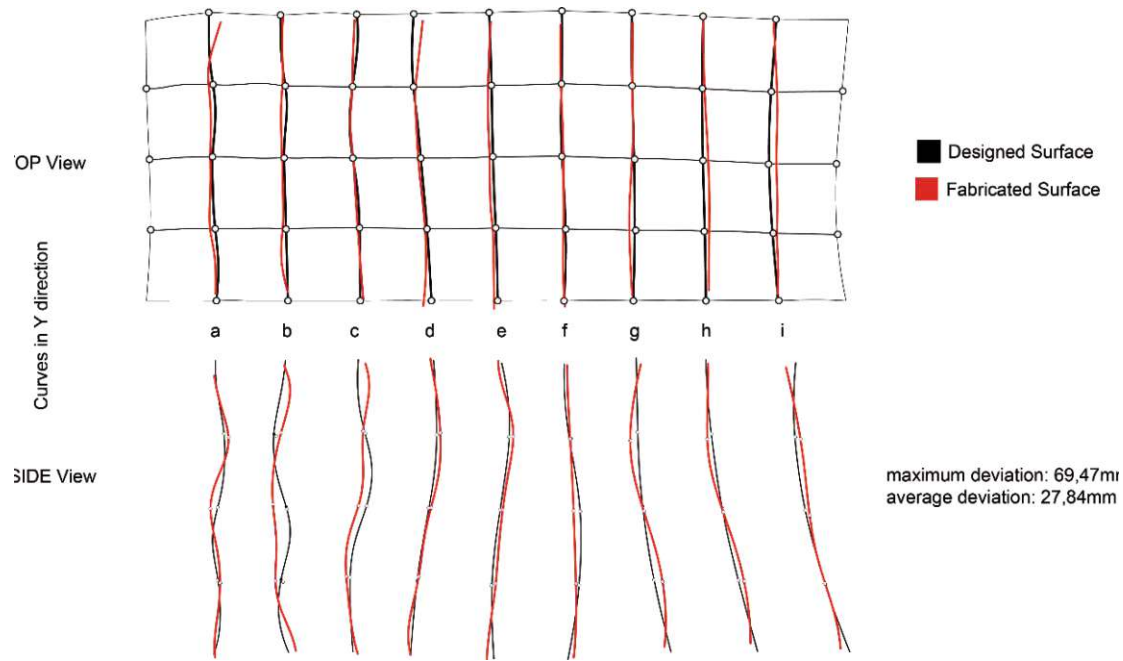 OP View
Designed Surface
Fabricated Surface
Curves in Y direction
a b c d e f g h i
SIDE View
maximum deviation: 69,47m
average deviation: 27,84mm